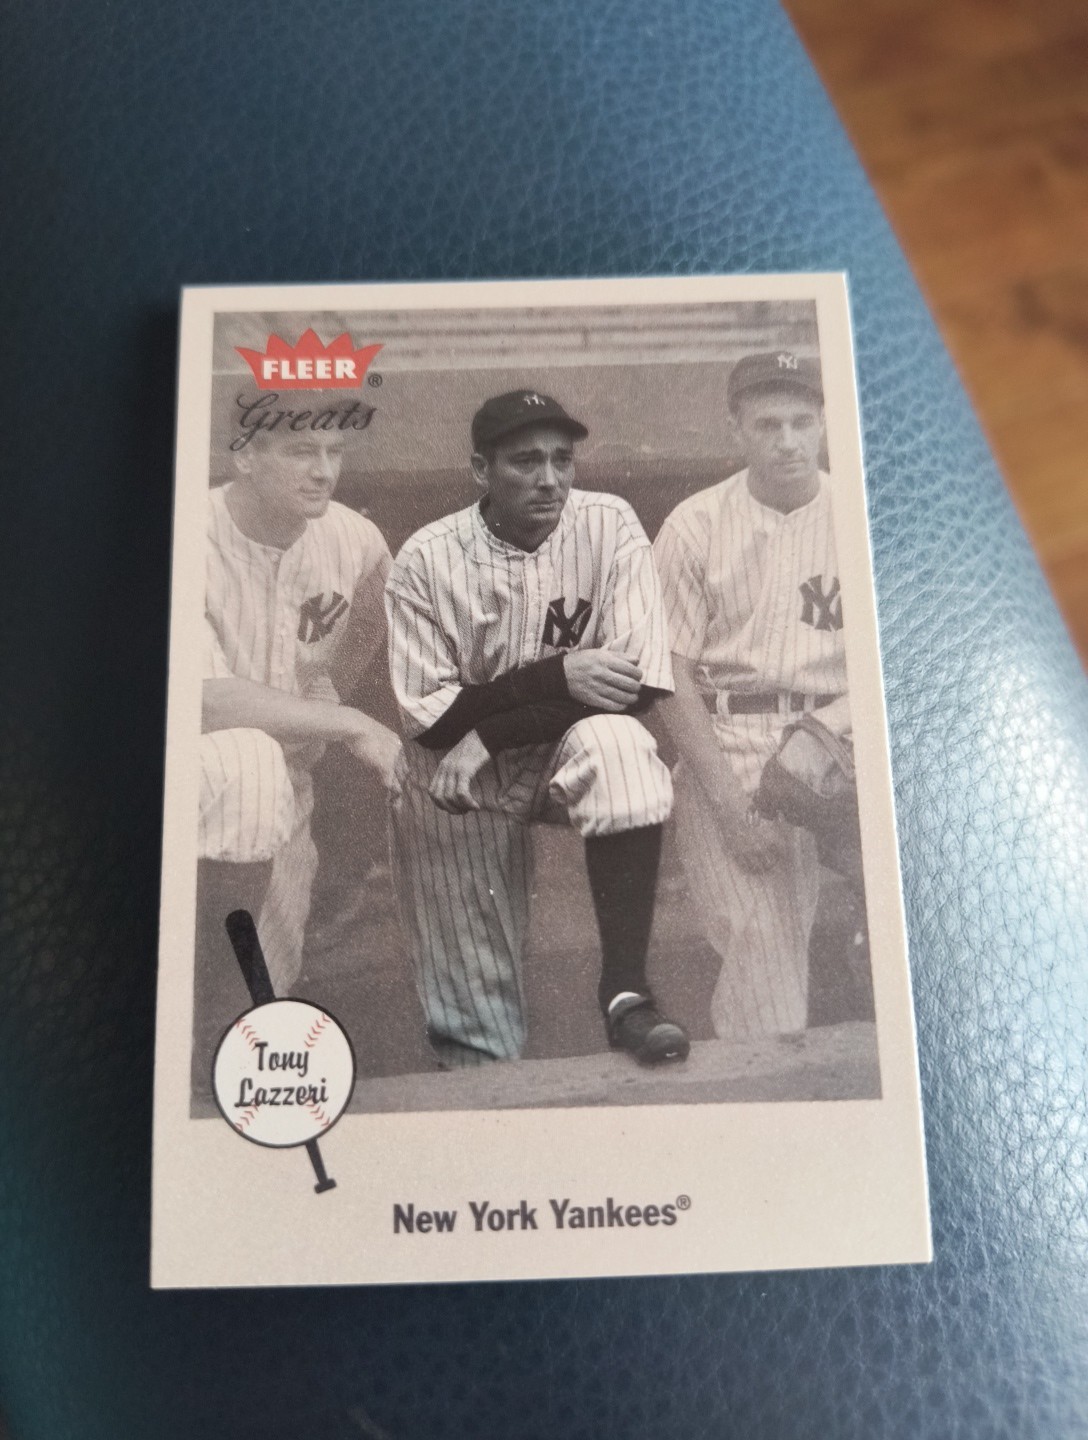 FLEER®
Greats
Tony
Lazzeri
New York Yankees®